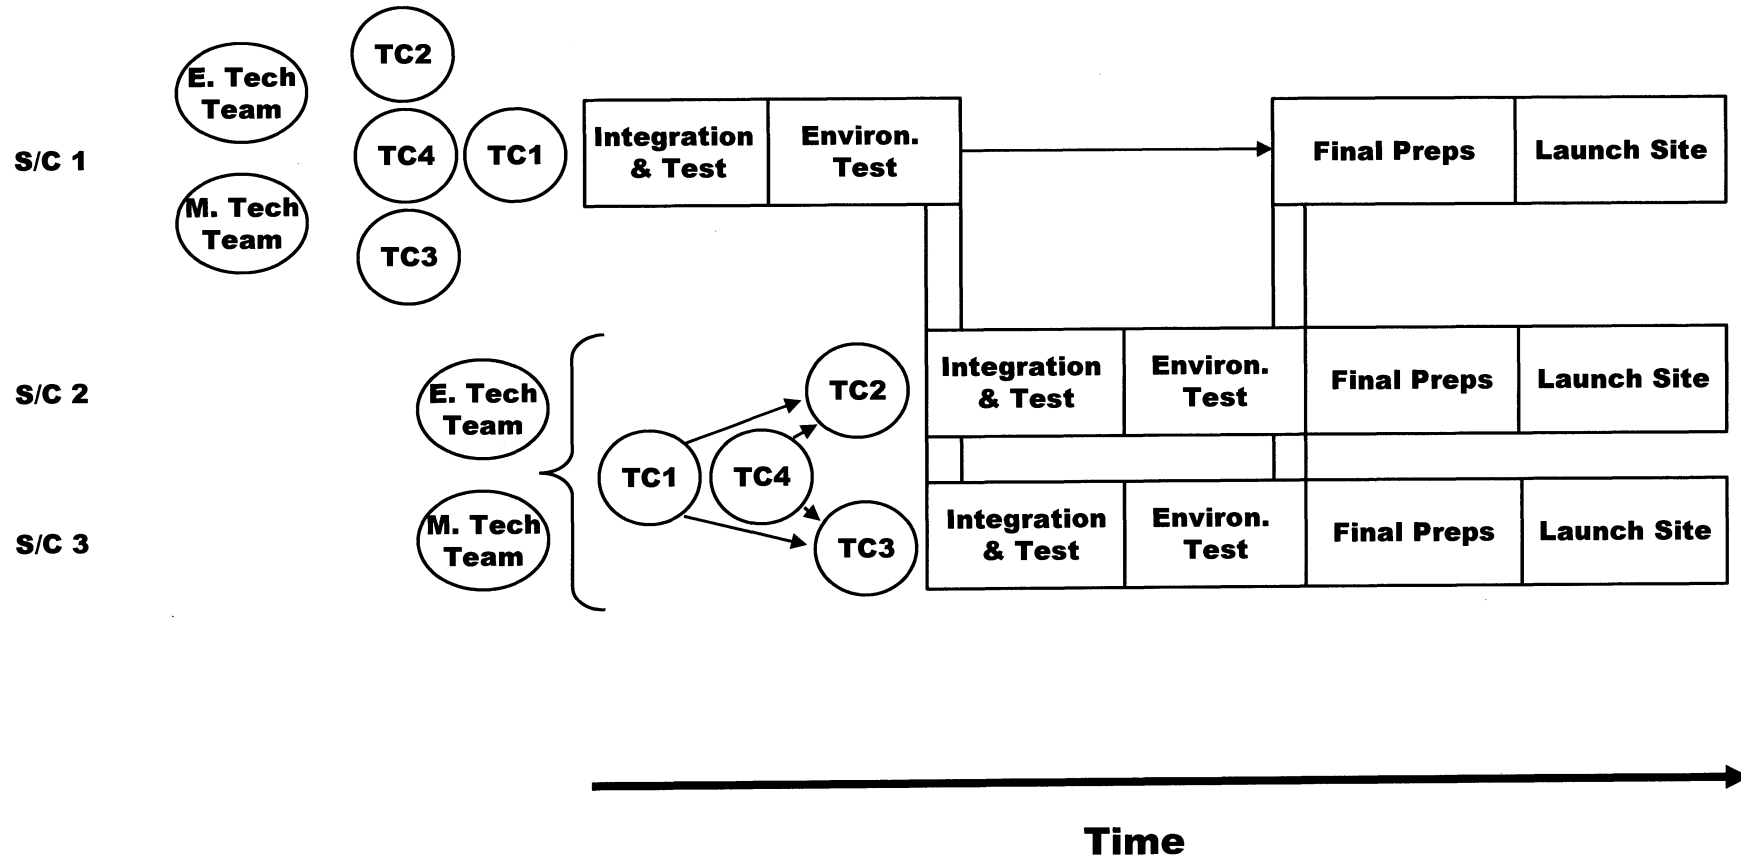 S/C 1
E. Tech
Team
M. Tech
Team
TC2
TC4
TC1
TC3
Integration
& Test
Environ.
Test
Final Preps
Launch Site
S/C 2
S/C 3
E. Tech
Team
M. Tech
Team
TC1
TC4
TC2
TC3
Integration
& Test
Environ.
Test
Final Preps
Launch Site
Integration
& Test
Environ.
Test
Final Preps
Launch Site
Time